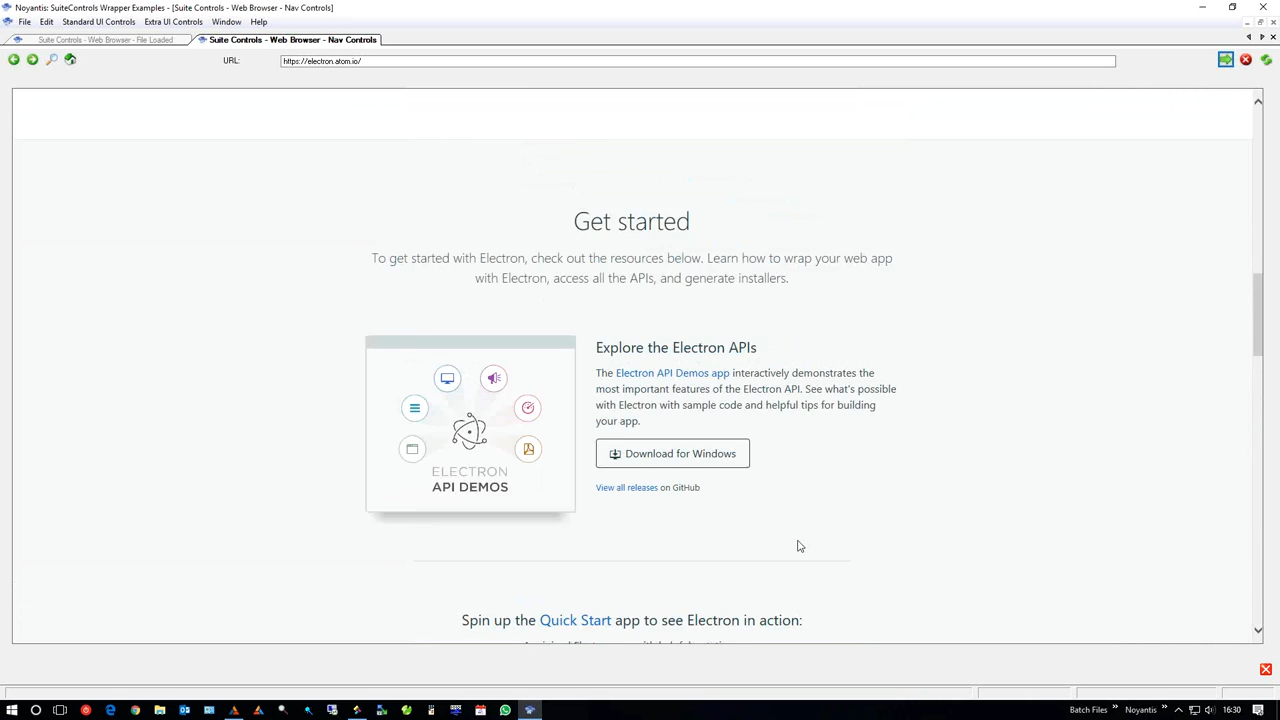 Noyantis: SuiteControls Wrapper Examples - [Suite Controls - Web Browser - Nav Controls]
File Edit Standard UI Controls Extra UI Controls Window Help
Suite Controls - Web Browser - File Loaded
Suite Controls - Web Browser - Nav Controls
URL: https://electron.atom.io/
Get started
To get started with Electron, check out the resources below. Learn how to wrap your web app
with Electron, access all the APIs, and generate installers.
ELECTRON
API DEMOS
Explore the Electron APIs
The Electron API Demos app interactively demonstrates the
most important features of the Electron API. See what's possible
with Electron with sample code and helpful tips for building
your app.
Download for Windows
View all releases on GitHub
Spin up the Quick Start app to see Electron in action:
Batch Files Noyantis 16:30